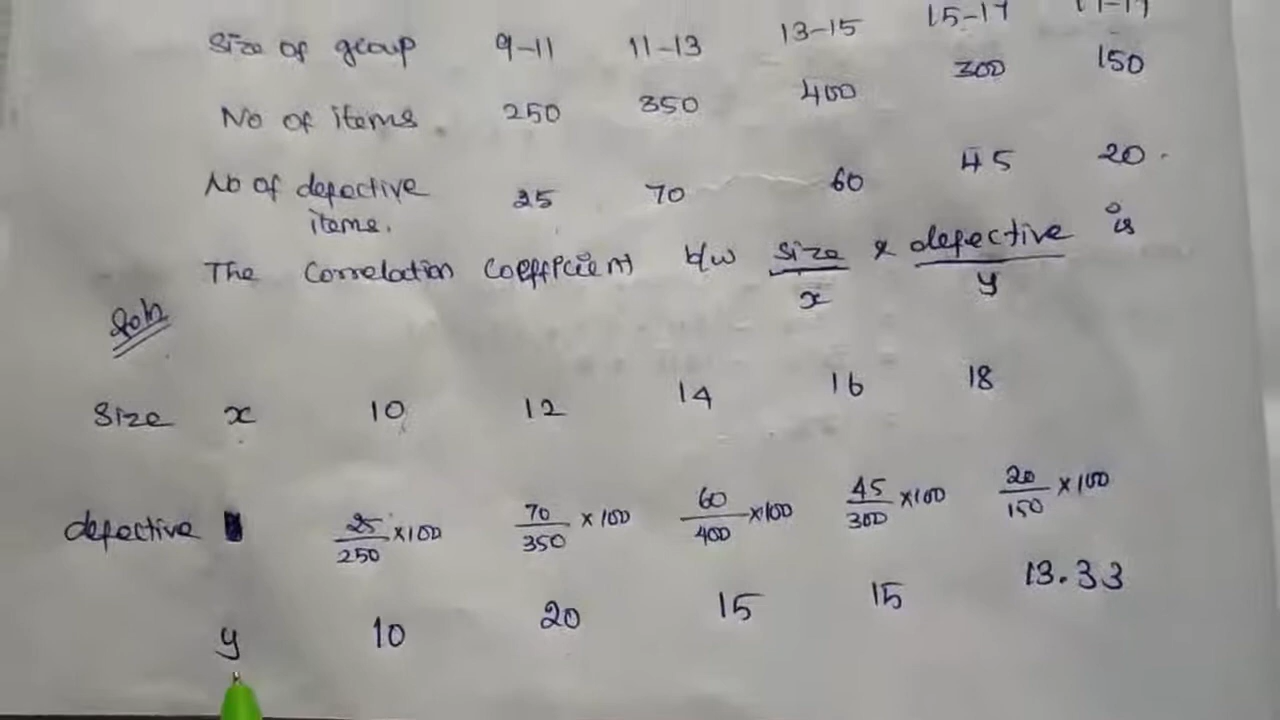 Size of group 9-11 11-13 13-15 15-17
No of items 250 350 400 300 150
No of defective 25 70 60 45 20
items.
The Correlation Coefficient b/w Size & defective is
x y
Soln
Size x 10 12 14 16 18
defective 25/250 ×100 70/350 ×100 60/400 ×100 45/300 ×100 20/150 ×100
y 10 20 15 15 13.33